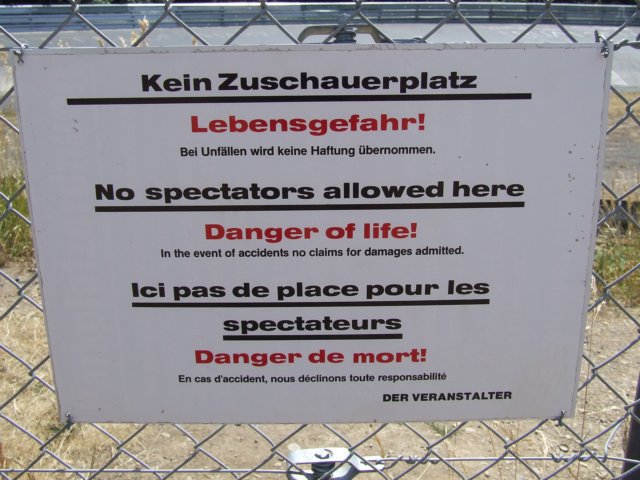 Kein Zuschauerplatz
Lebensgefahr!
Bei Unfällen wird keine Haftung übernommen.
No spectators allowed here
Danger of life!
In the event of accidents no claims for damages admitted.
Ici pas de place pour les
spectateurs
Danger de mort!
En cas d'accident, nous déclinons toute responsabilité
DER VERANSTALTER